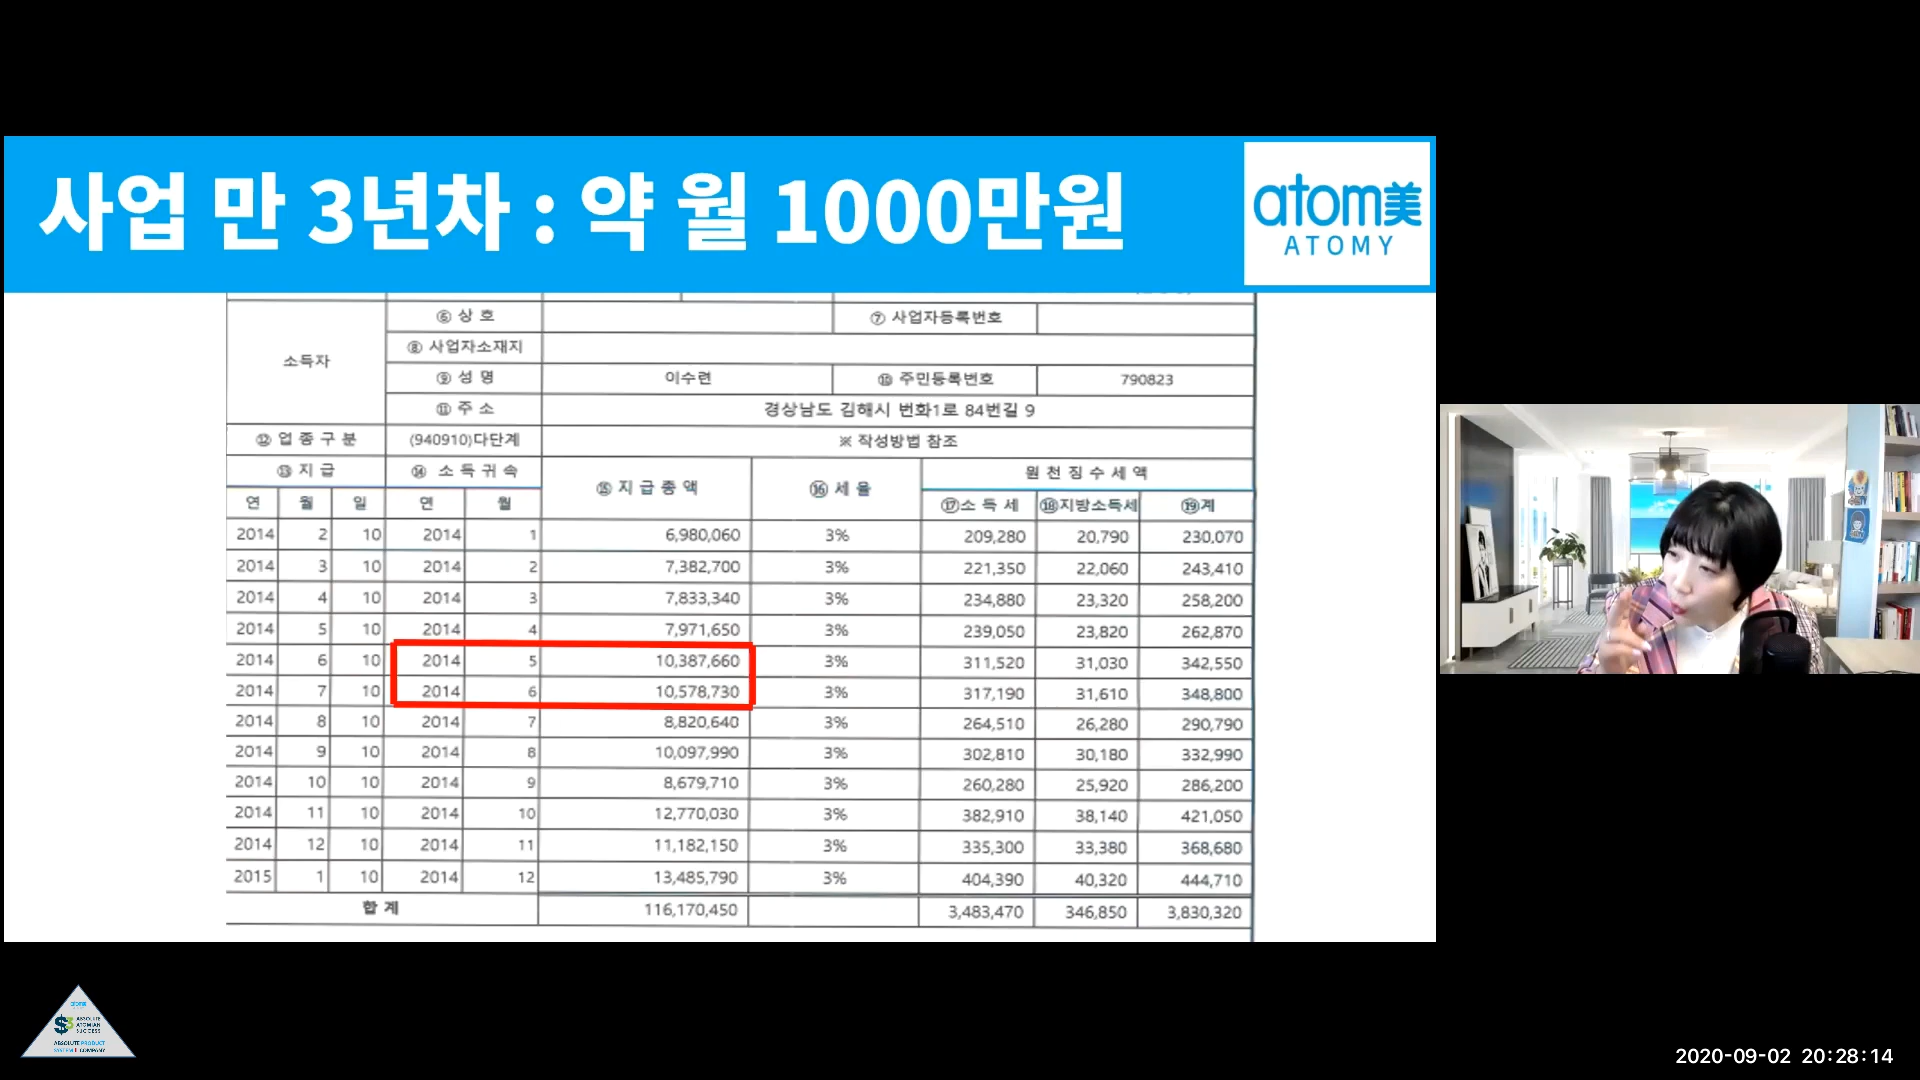 사업 만 3년차 : 약 월 1000만원
atom美
ATOMY
소득자
⑥ 상 호
⑦ 사업자등록번호
⑧ 사업자소재지
⑨ 성 명 이수련 ⑩ 주민등록번호 790823
⑪ 주 소 경상남도 김해시 번화1로 84번길 9
⑫ 업 종 구 분 (940910)다단계 ※ 작성방법 참조
⑬ 지 급 ⑭ 소 득 귀 속 ⑮ 지 급 총 액 ⑯ 세 율 원 천 징 수 세 액
연 월 일 연 월 ⑰소 득 세 ⑱지방소득세 ⑲계
2014 2 10 2014 1 6,980,060 3% 209,280 20,790 230,070
2014 3 10 2014 2 7,382,700 3% 221,350 22,060 243,410
2014 4 10 2014 3 7,833,340 3% 234,880 23,320 258,200
2014 5 10 2014 4 7,971,650 3% 239,050 23,820 262,870
2014 6 10 2014 5 10,387,660 3% 311,520 31,030 342,550
2014 7 10 2014 6 10,578,730 3% 317,190 31,610 348,800
2014 8 10 2014 7 8,820,640 3% 264,510 26,280 290,790
2014 9 10 2014 8 10,097,990 3% 302,810 30,180 332,990
2014 10 10 2014 9 8,679,710 3% 260,280 25,920 286,200
2014 11 10 2014 10 12,770,030 3% 382,910 38,140 421,050
2014 12 10 2014 11 11,182,150 3% 335,300 33,380 368,680
2015 1 10 2014 12 13,485,790 3% 404,390 40,320 444,710
합 계 116,170,450 3,483,470 346,850 3,830,320
ABSOLUTE
ATOMIAN
SUCCESS
ABSOLUTE PRODUCT
SYSTEM & COMPANY
2020-09-02 20:28:14